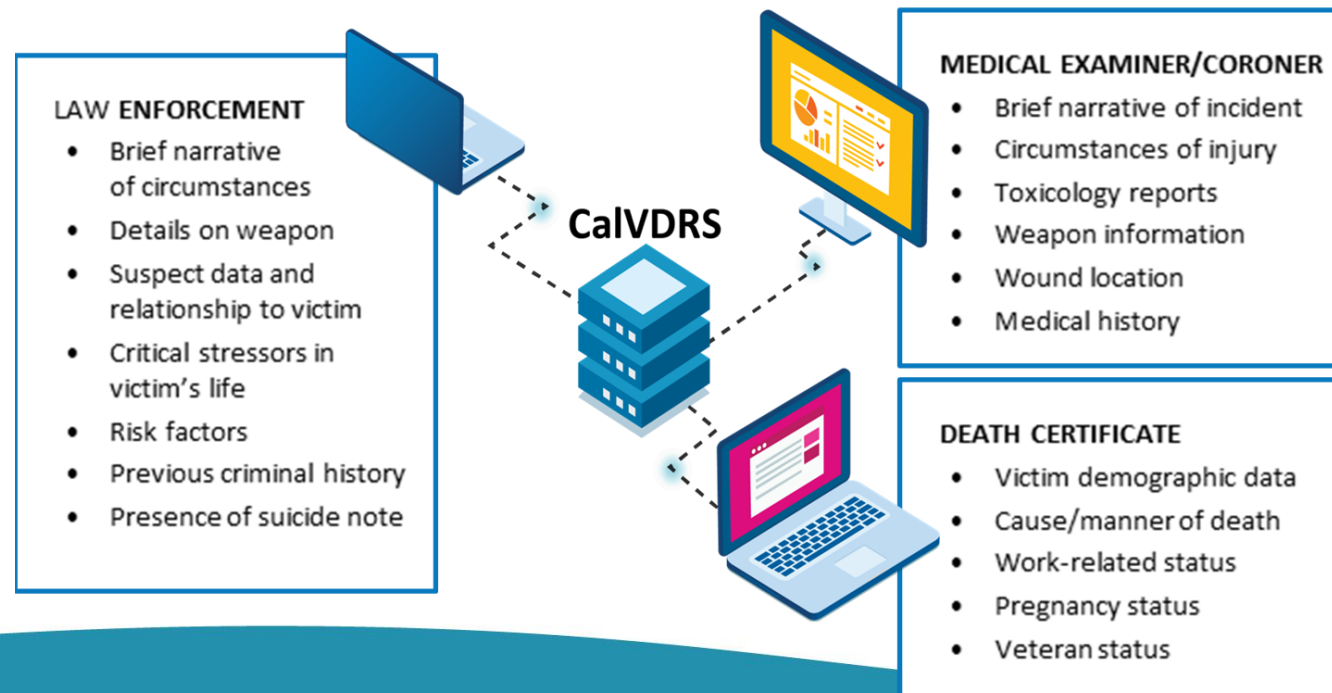 LAW ENFORCEMENT
• Brief narrative
of circumstances
• Details on weapon
• Suspect data and
relationship to victim
• Critical stressors in
victim's life
• Risk factors
• Previous criminal history
• Presence of suicide note
CalVDRS
MEDICAL EXAMINER/CORONER
• Brief narrative of incident
• Circumstances of injury
• Toxicology reports
• Weapon information
• Wound location
• Medical history
DEATH CERTIFICATE
• Victim demographic data
• Cause/manner of death
• Work-related status
• Pregnancy status
• Veteran status